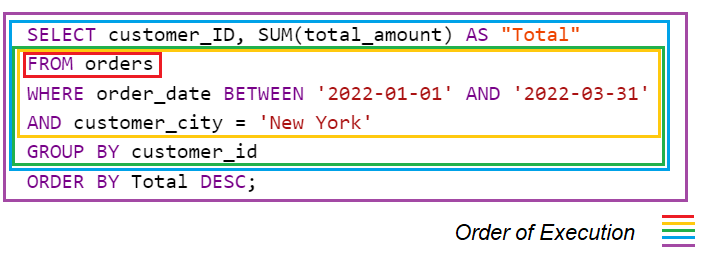 SELECT customer_ID, SUM(total_amount) AS "Total"
FROM orders
WHERE order_date BETWEEN '2022-01-01' AND '2022-03-31'
AND customer_city = 'New York'
GROUP BY customer_id
ORDER BY Total DESC;
Order of Execution